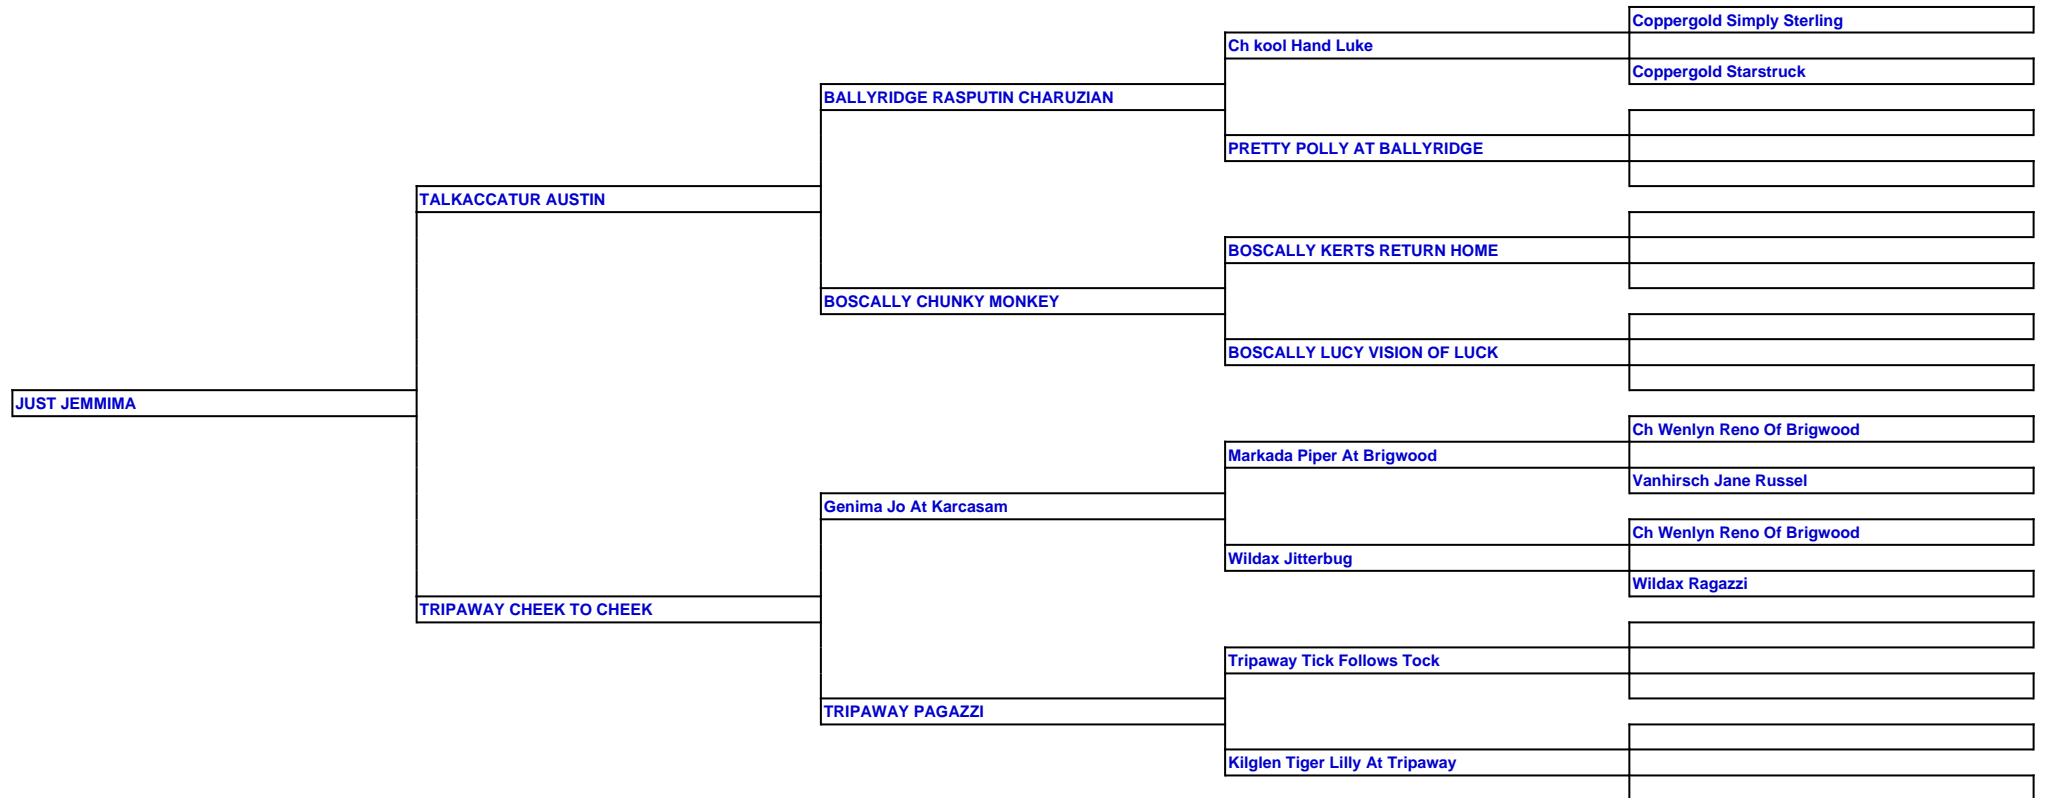 Coppergold Simply Sterling
Ch kool Hand Luke
Coppergold Starstruck
BALLYRIDGE RASPUTIN CHARUZIAN
PRETTY POLLY AT BALLYRIDGE
TALKACCATUR AUSTIN
BOSCALLY KERTS RETURN HOME
BOSCALLY CHUNKY MONKEY
BOSCALLY LUCY VISION OF LUCK
JUST JEMMIMA
Ch Wenlyn Reno Of Brigwood
Markada Piper At Brigwood
Vanhirsch Jane Russel
Genima Jo At Karcasam
Ch Wenlyn Reno Of Brigwood
Wildax Jitterbug
Wildax Ragazzi
TRIPAWAY CHEEK TO CHEEK
Tripaway Tick Follows Tock
TRIPAWAY PAGAZZI
Kilglen Tiger Lilly At Tripaway